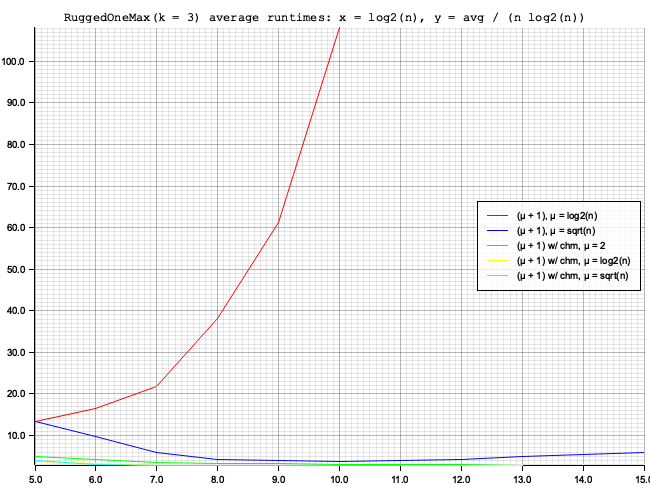 RuggedOneMax(k = 3) average runtimes: x = log2(n), y = avg / (n log2(n))
100.0
90.0
80.0
70.0
60.0
50.0
40.0
30.0
20.0
10.0
(μ + 1), μ = log2(n)
(μ + 1), μ = sqrt(n)
(μ + 1) w/ chm, μ = 2
(μ + 1) w/ chm, μ = log2(n)
(μ + 1) w/ chm, μ = sqrt(n)
5.0 6.0 7.0 8.0 9.0 10.0 11.0 12.0 13.0 14.0 15.0